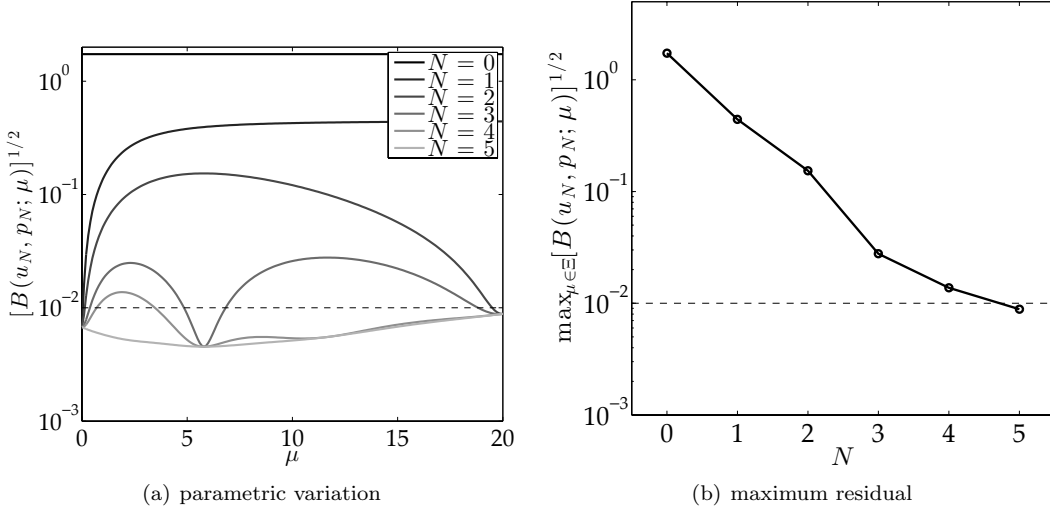 [B(u_N, p_N; μ)]^{1/2}
10^0
10^{-1}
10^{-2}
10^{-3}
N = 0
N = 1
N = 2
N = 3
N = 4
N = 5
0 5 10 15 20
μ
(a) parametric variation
max_{μ∈Ξ}[B(u_N, p_N; μ)]^{1/2}
10^0
10^{-1}
10^{-2}
10^{-3}
0 1 2 3 4 5
N
(b) maximum residual